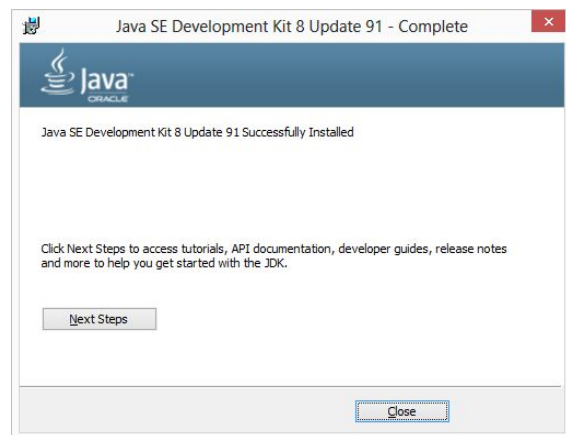 Java SE Development Kit 8 Update 91 - Complete
Java™
ORACLE
Java SE Development Kit 8 Update 91 Successfully Installed
Click Next Steps to access tutorials, API documentation, developer guides, release notes
and more to help you get started with the JDK.
Next Steps
Close